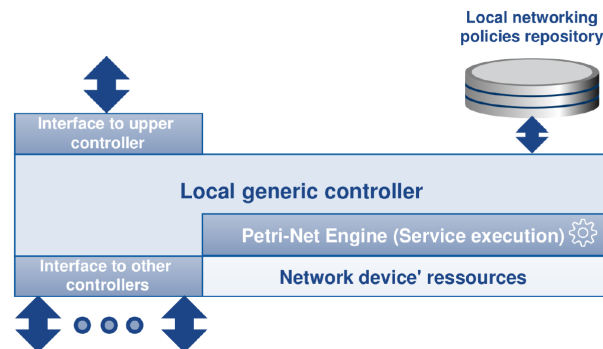 Local networking
policies repository
Interface to upper
controller
Local generic controller
Petri-Net Engine (Service execution)
Interface to other
controllers
Network device' ressources